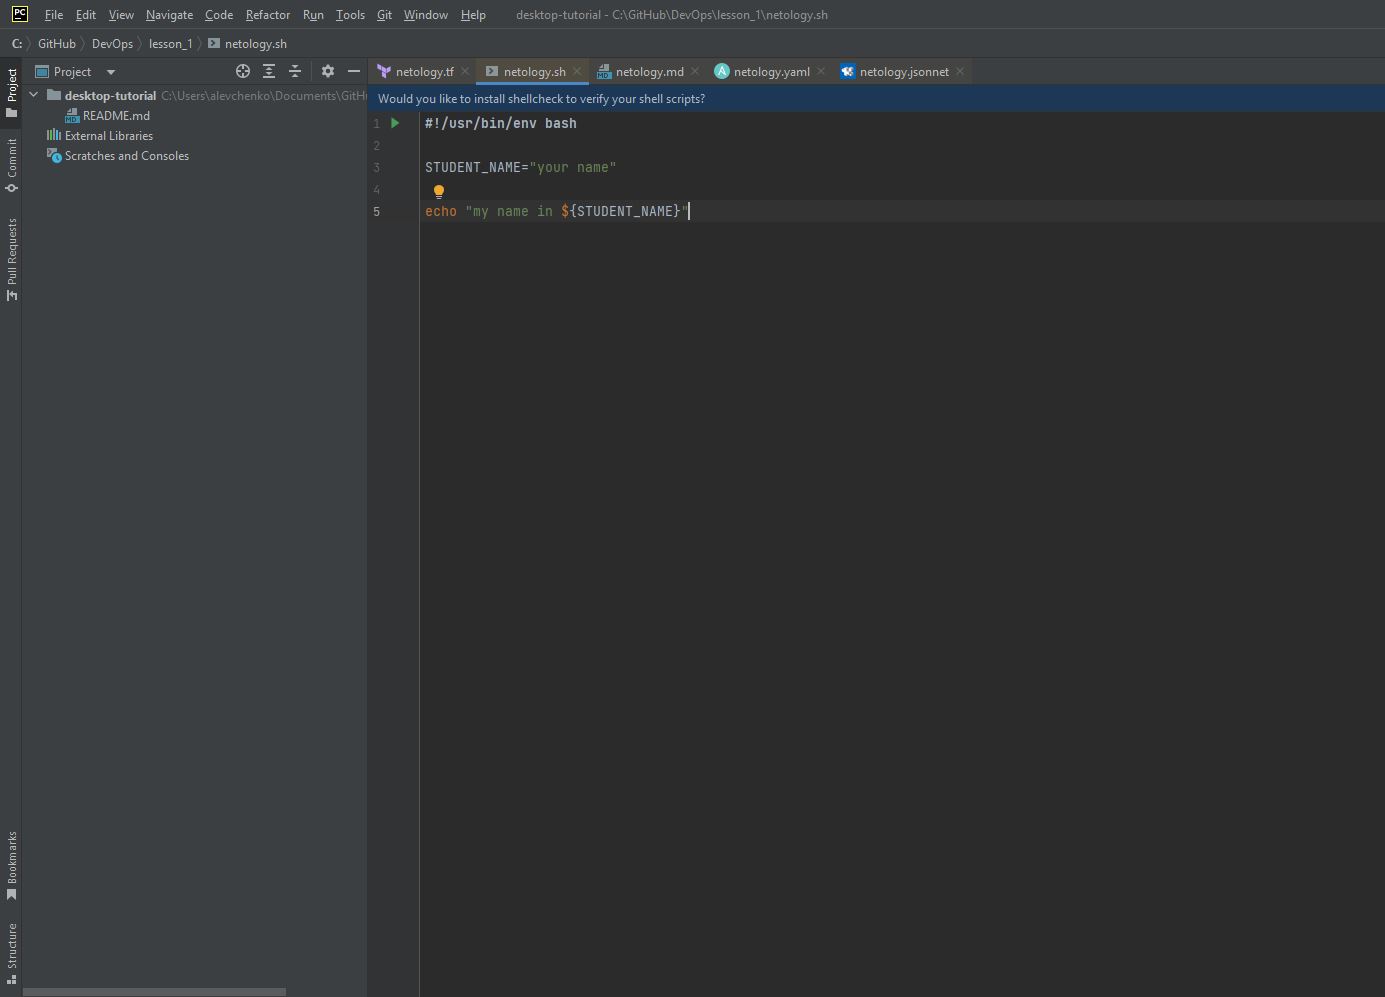 PC File Edit View Navigate Code Refactor Run Tools Git Window Help desktop-tutorial - C:\GitHub\DevOps\lesson_1\netology.sh
C: GitHub DevOps lesson_1 netology.sh
Project
Project
netology.tf netology.sh netology.md netology.yaml netology.jsonnet
desktop-tutorial C:\Users\alevchenko\Documents\GitH
README.md
External Libraries
Scratches and Consoles
Commit
Pull Requests
Bookmarks
Structure
Would you like to install shellcheck to verify your shell scripts?
1 #!/usr/bin/env bash
2
3 STUDENT_NAME="your name"
4
5 echo "my name in ${STUDENT_NAME}"